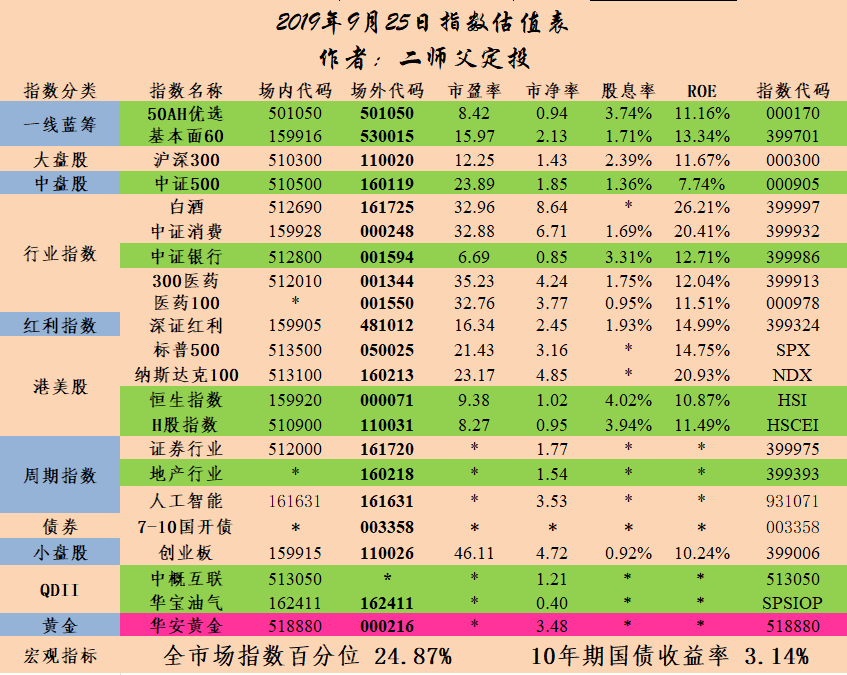 2019年9月25日指数估值表
作者：二师父定投
指数分类 指数名称 场内代码 场外代码 市盈率 市净率 股息率 ROE 指数代码
一线蓝筹 50AH优选 501050 501050 8.42 0.94 3.74% 11.16% 000170
基本面60 159916 530015 15.97 2.13 1.71% 13.34% 399701
大盘股 沪深300 510300 110020 12.25 1.43 2.39% 11.67% 000300
中盘股 中证500 510500 160119 23.89 1.85 1.36% 7.74% 000905
行业指数 白酒 512690 161725 32.96 8.64 * 26.21% 399997
中证消费 159928 000248 32.88 6.71 1.69% 20.41% 399932
中证银行 512800 001594 6.69 0.85 3.31% 12.71% 399986
300医药 512010 001344 35.23 4.24 1.75% 12.04% 399913
医药100 * 001550 32.76 3.77 0.95% 11.51% 000978
红利指数 深证红利 159905 481012 16.34 2.45 1.93% 14.99% 399324
港美股 标普500 513500 050025 21.43 3.16 * 14.75% SPX
纳斯达克100 513100 160213 23.17 4.85 * 20.93% NDX
恒生指数 159920 000071 9.38 1.02 4.02% 10.87% HSI
H股指数 510900 110031 8.27 0.95 3.94% 11.49% HSCEI
周期指数 证券行业 512000 161720 * 1.77 * * 399975
地产行业 * 160218 * 1.54 * * 399393
人工智能 161631 161631 * 3.53 * * 931071
债券 7-10国开债 * 003358 * * * * 003358
小盘股 创业板 159915 110026 46.11 4.72 0.92% 10.24% 399006
QDII 中概互联 513050 * * 1.21 * * 513050
华宝油气 162411 162411 * 0.40 * * SPSIOP
黄金 华安黄金 518880 000216 * 3.48 * * 518880
宏观指标 全市场指数百分位 24.87% 10年期国债收益率 3.14%